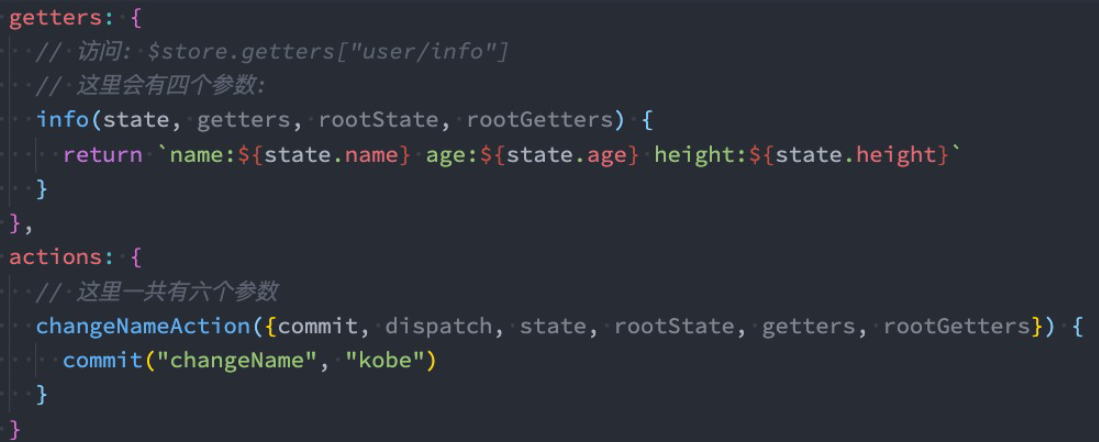 getters: {
// 访问: $store.getters["user/info"]
// 这里会有四个参数:
info(state, getters, rootState, rootGetters) {
return `name:${state.name} age:${state.age} height:${state.height}`
}
},
actions: {
// 这里一共有六个参数
changeNameAction({commit, dispatch, state, rootState, getters, rootGetters}) {
commit("changeName", "kobe")
}
}